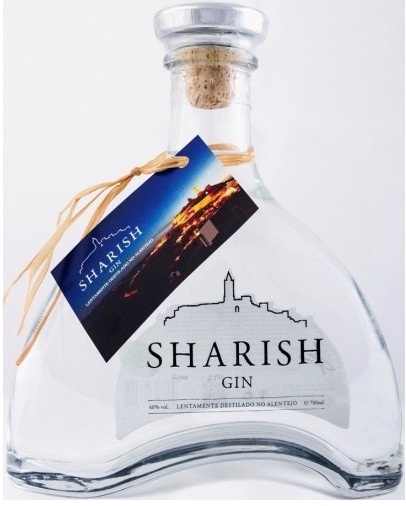 SHARISH
GIN
LENTAMENTE DESTILADO NO ALENTEJO
SHARISH
GIN
40% vol. LENTAMENTE DESTILADO NO ALENTEJO ℮ 700ml